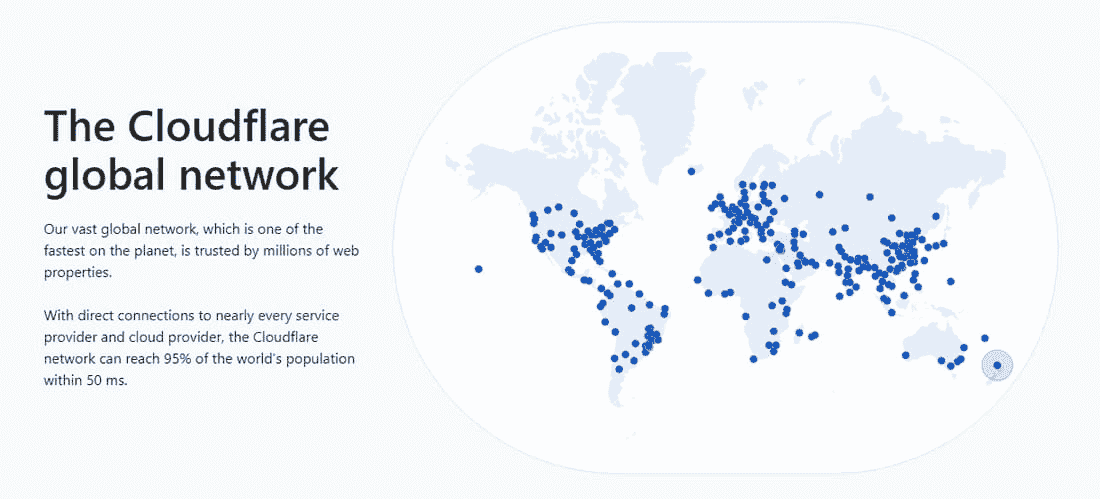 The Cloudflare
global network
Our vast global network, which is one of the
fastest on the planet, is trusted by millions of web
properties.
With direct connections to nearly every service
provider and cloud provider, the Cloudflare
network can reach 95% of the world's population
within 50 ms.